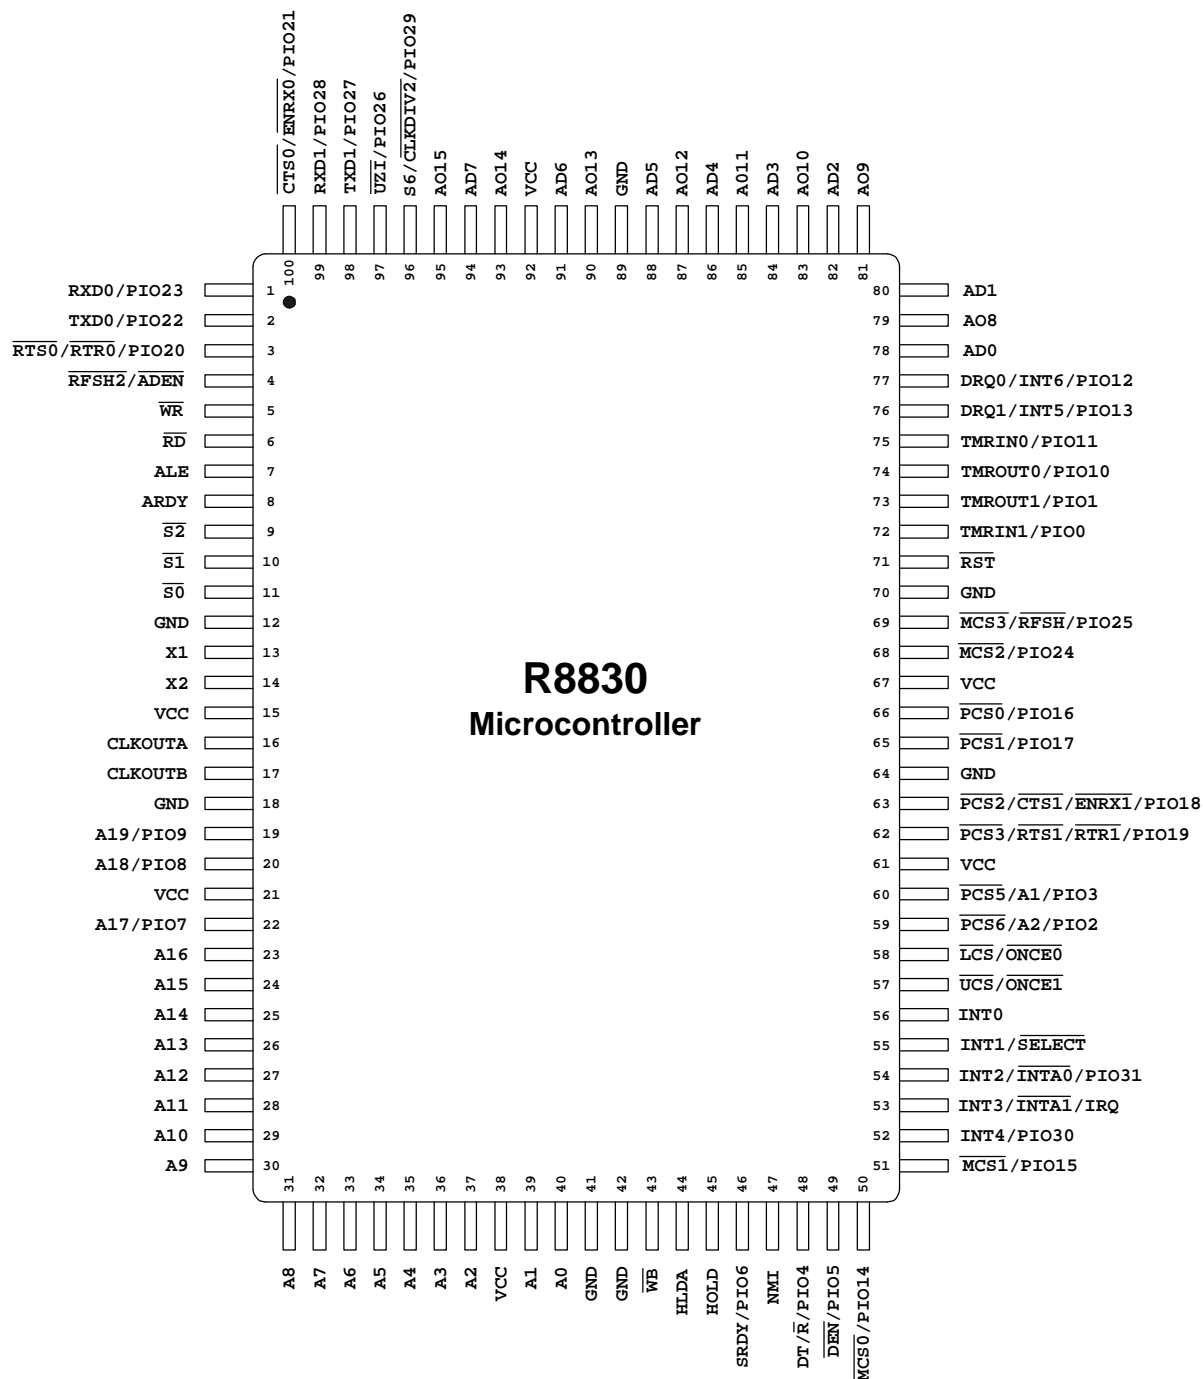 CTS0/ENRX0/PIO21
RXD1/PIO28
TXD1/PIO27
UZI/PIO26
S6/CLKDIV2/PIO29
AO15
AD7
AO14
VCC
AD6
AO13
GND
AD5
AO12
AD4
AO11
AD3
AO10
AD2
AO9
100
99
98
97
96
95
94
93
92
91
90
89
88
87
86
85
84
83
82
81
RXD0/PIO23 1
TXD0/PIO22 2
RTS0/RTR0/PIO20 3
RFSH2/ADEN 4
WR 5
RD 6
ALE 7
ARDY 8
S2 9
S1 10
S0 11
GND 12
X1 13
X2 14
VCC 15
CLKOUTA 16
CLKOUTB 17
GND 18
A19/PIO9 19
A18/PIO8 20
VCC 21
A17/PIO7 22
A16 23
A15 24
A14 25
A13 26
A12 27
A11 28
A10 29
A9 30
R8830
Microcontroller
80 AD1
79 AO8
78 AD0
77 DRQ0/INT6/PIO12
76 DRQ1/INT5/PIO13
75 TMRIN0/PIO11
74 TMROUT0/PIO10
73 TMROUT1/PIO1
72 TMRIN1/PIO0
71 RST
70 GND
69 MCS3/RFSH/PIO25
68 MCS2/PIO24
67 VCC
66 PCS0/PIO16
65 PCS1/PIO17
64 GND
63 PCS2/CTS1/ENRX1/PIO18
62 PCS3/RTS1/RTR1/PIO19
61 VCC
60 PCS5/A1/PIO3
59 PCS6/A2/PIO2
58 LCS/ONCE0
57 UCS/ONCE1
56 INT0
55 INT1/SELECT
54 INT2/INTA0/PIO31
53 INT3/INTA1/IRQ
52 INT4/PIO30
51 MCS1/PIO15
31
32
33
34
35
36
37
38
39
40
41
42
43
44
45
46
47
48
49
50
A8
A7
A6
A5
A4
A3
A2
VCC
A1
A0
GND
GND
WB
HLDA
HOLD
SRDY/PIO6
NMI
DT/R/PIO4
DEN/PIO5
MCS0/PIO14